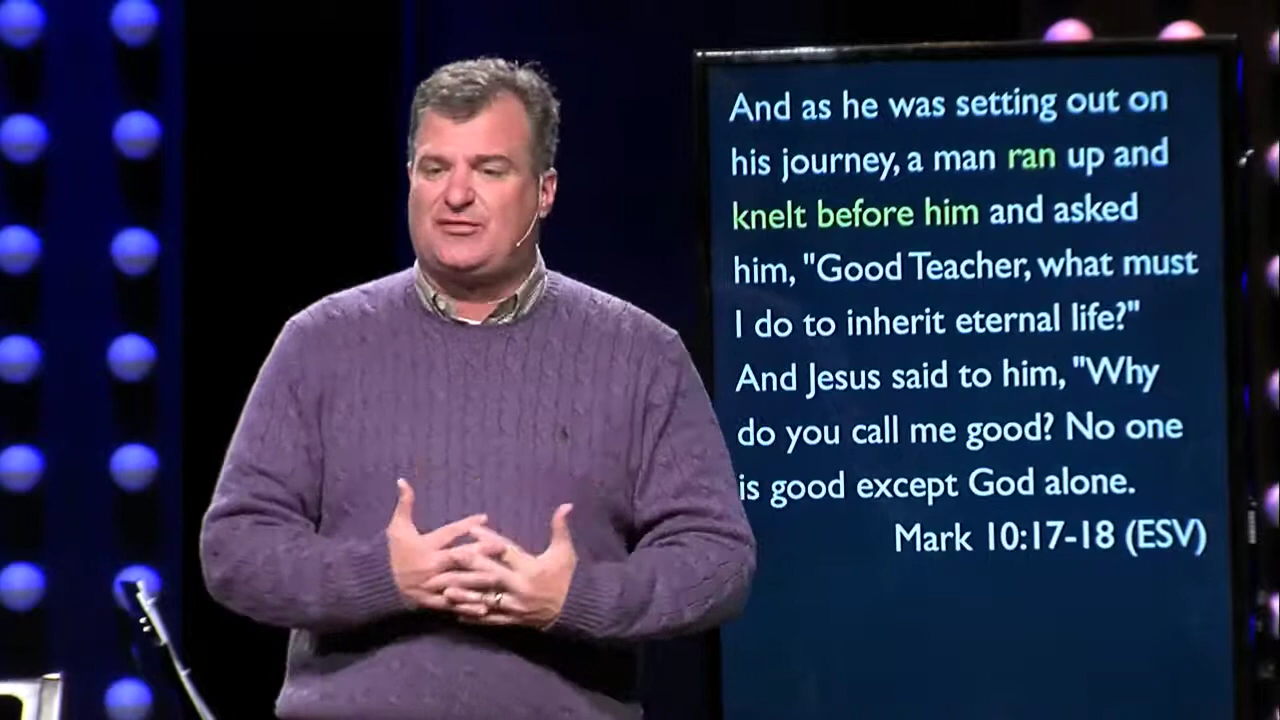 And as he was setting out on
his journey, a man ran up and
knelt before him and asked
him, "Good Teacher, what must
I do to inherit eternal life?"
And Jesus said to him, "Why
do you call me good? No one
is good except God alone.
Mark 10:17-18 (ESV)